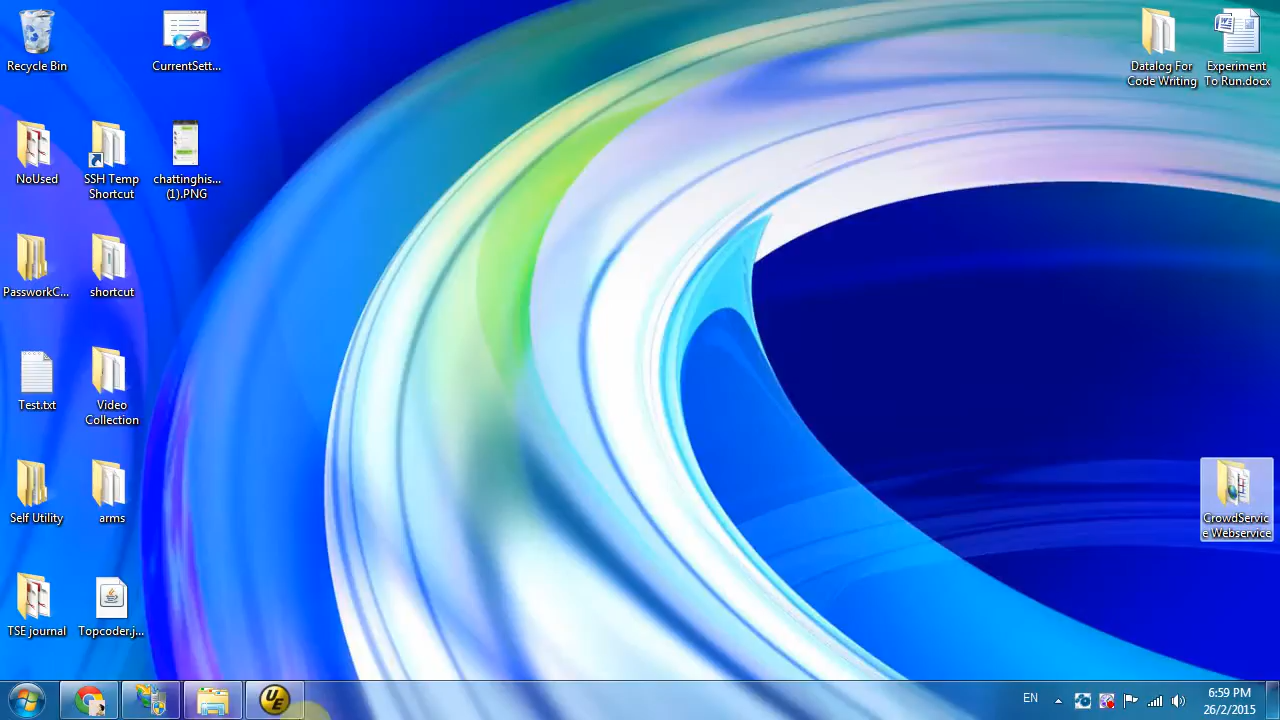 Recycle Bin
CurrentSett...
Datalog For
Code Writing
Experiment
To Run.docx
NoUsed
SSH Temp
Shortcut
chattinghis...
(1).PNG
PassworkC...
shortcut
Test.txt
Video
Collection
Self Utility
arms
CrowdServic
e Webservice
TSE journal
Topcoder.j...
UE
EN
6:59 PM
26/2/2015